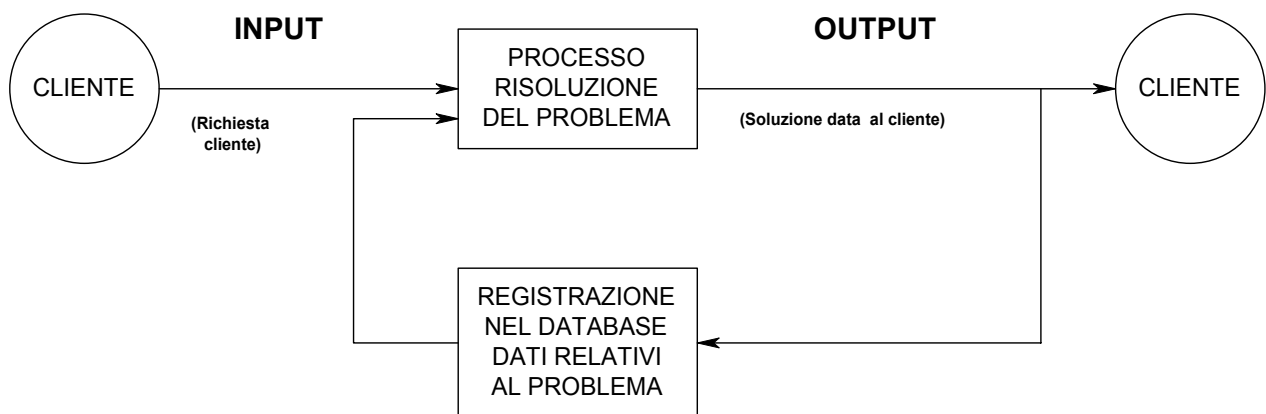 INPUT
OUTPUT
CLIENTE
PROCESSO
RISOLUZIONE
DEL PROBLEMA
CLIENTE
(Richiesta
cliente)
(Soluzione data al cliente)
REGISTRAZIONE
NEL DATABASE
DATI RELATIVI
AL PROBLEMA